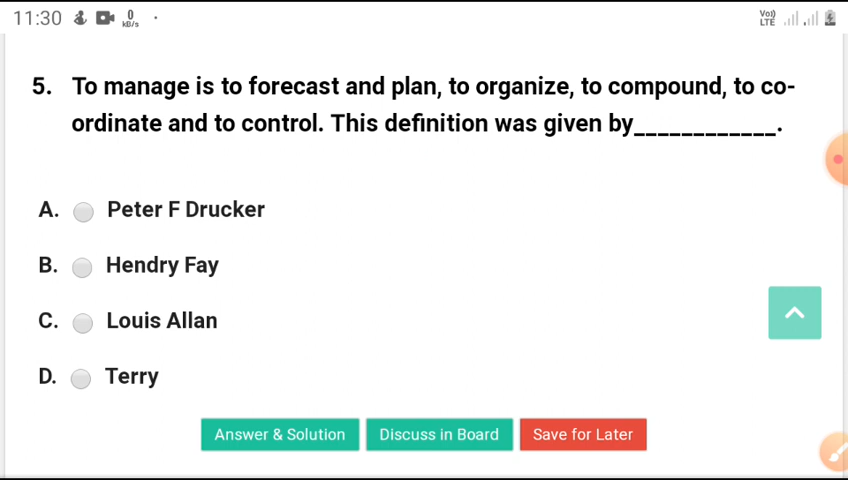 11:30 0 KB/s Vo)) LTE
5. To manage is to forecast and plan, to organize, to compound, to co-
ordinate and to control. This definition was given by____________.
A. Peter F Drucker
B. Hendry Fay
C. Louis Allan
D. Terry
Answer & Solution Discuss in Board Save for Later